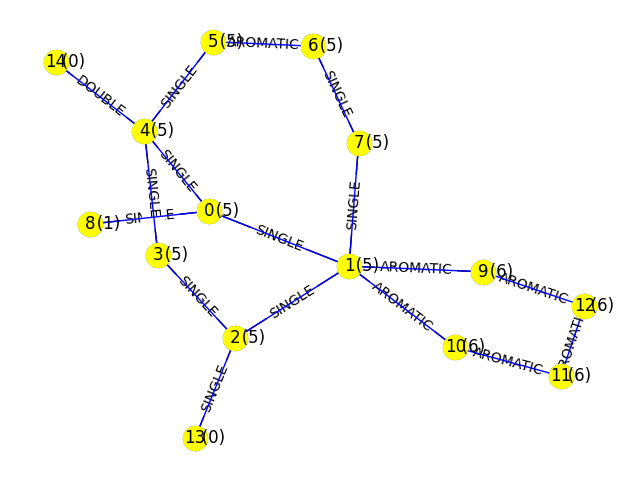 5(5)
AROMATIC
6(5)
14(0)
DOUBLE
SINGLE
SINGLE
4(5)
7(5)
SINGLE
SINGLE
SINGLE
8(1)
0(5)
SINGLE
3(5)
1(5)
AROMATIC
9(6)
AROMATIC
12(6)
SINGLE
SINGLE
AROMATIC
2(5)
10(6)
AROMATIC
11(6)
SINGLE
13(0)